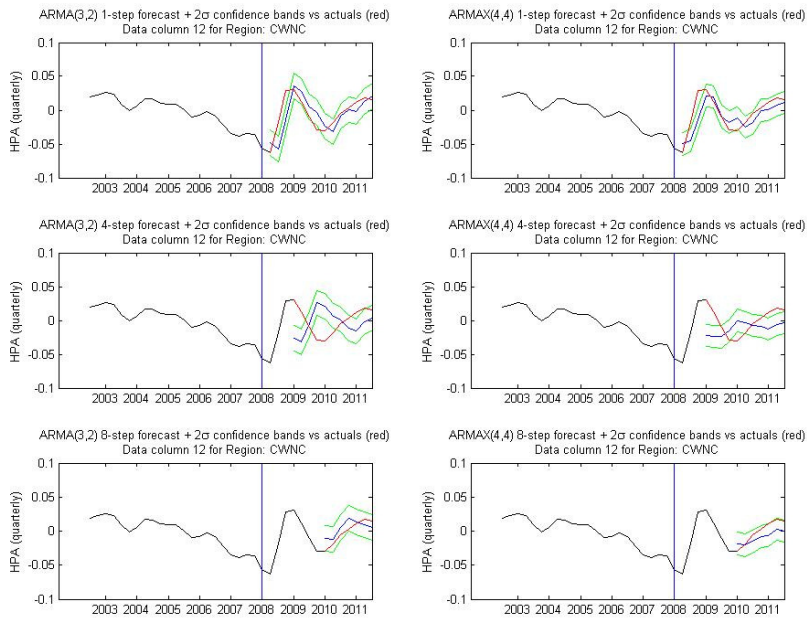 ARMA(3,2) 1-step forecast + 2σ confidence bands vs actuals (red)
Data column 12 for Region: CWNC
HPA (quarterly)
0.1
0.05
0
-0.05
-0.1
2003 2004 2005 2006 2007 2008 2009 2010 2011
ARMAX(4,4) 1-step forecast + 2σ confidence bands vs actuals (red)
Data column 12 for Region: CWNC
HPA (quarterly)
0.1
0.05
0
-0.05
-0.1
2003 2004 2005 2006 2007 2008 2009 2010 2011
ARMA(3,2) 4-step forecast + 2σ confidence bands vs actuals (red)
Data column 12 for Region: CWNC
HPA (quarterly)
0.1
0.05
0
-0.05
-0.1
2003 2004 2005 2006 2007 2008 2009 2010 2011
ARMAX(4,4) 4-step forecast + 2σ confidence bands vs actuals (red)
Data column 12 for Region: CWNC
HPA (quarterly)
0.1
0.05
0
-0.05
-0.1
2003 2004 2005 2006 2007 2008 2009 2010 2011
ARMA(3,2) 8-step forecast + 2σ confidence bands vs actuals (red)
Data column 12 for Region: CWNC
HPA (quarterly)
0.1
0.05
0
-0.05
-0.1
2003 2004 2005 2006 2007 2008 2009 2010 2011
ARMAX(4,4) 8-step forecast + 2σ confidence bands vs actuals (red)
Data column 12 for Region: CWNC
HPA (quarterly)
0.1
0.05
0
-0.05
-0.1
2003 2004 2005 2006 2007 2008 2009 2010 2011